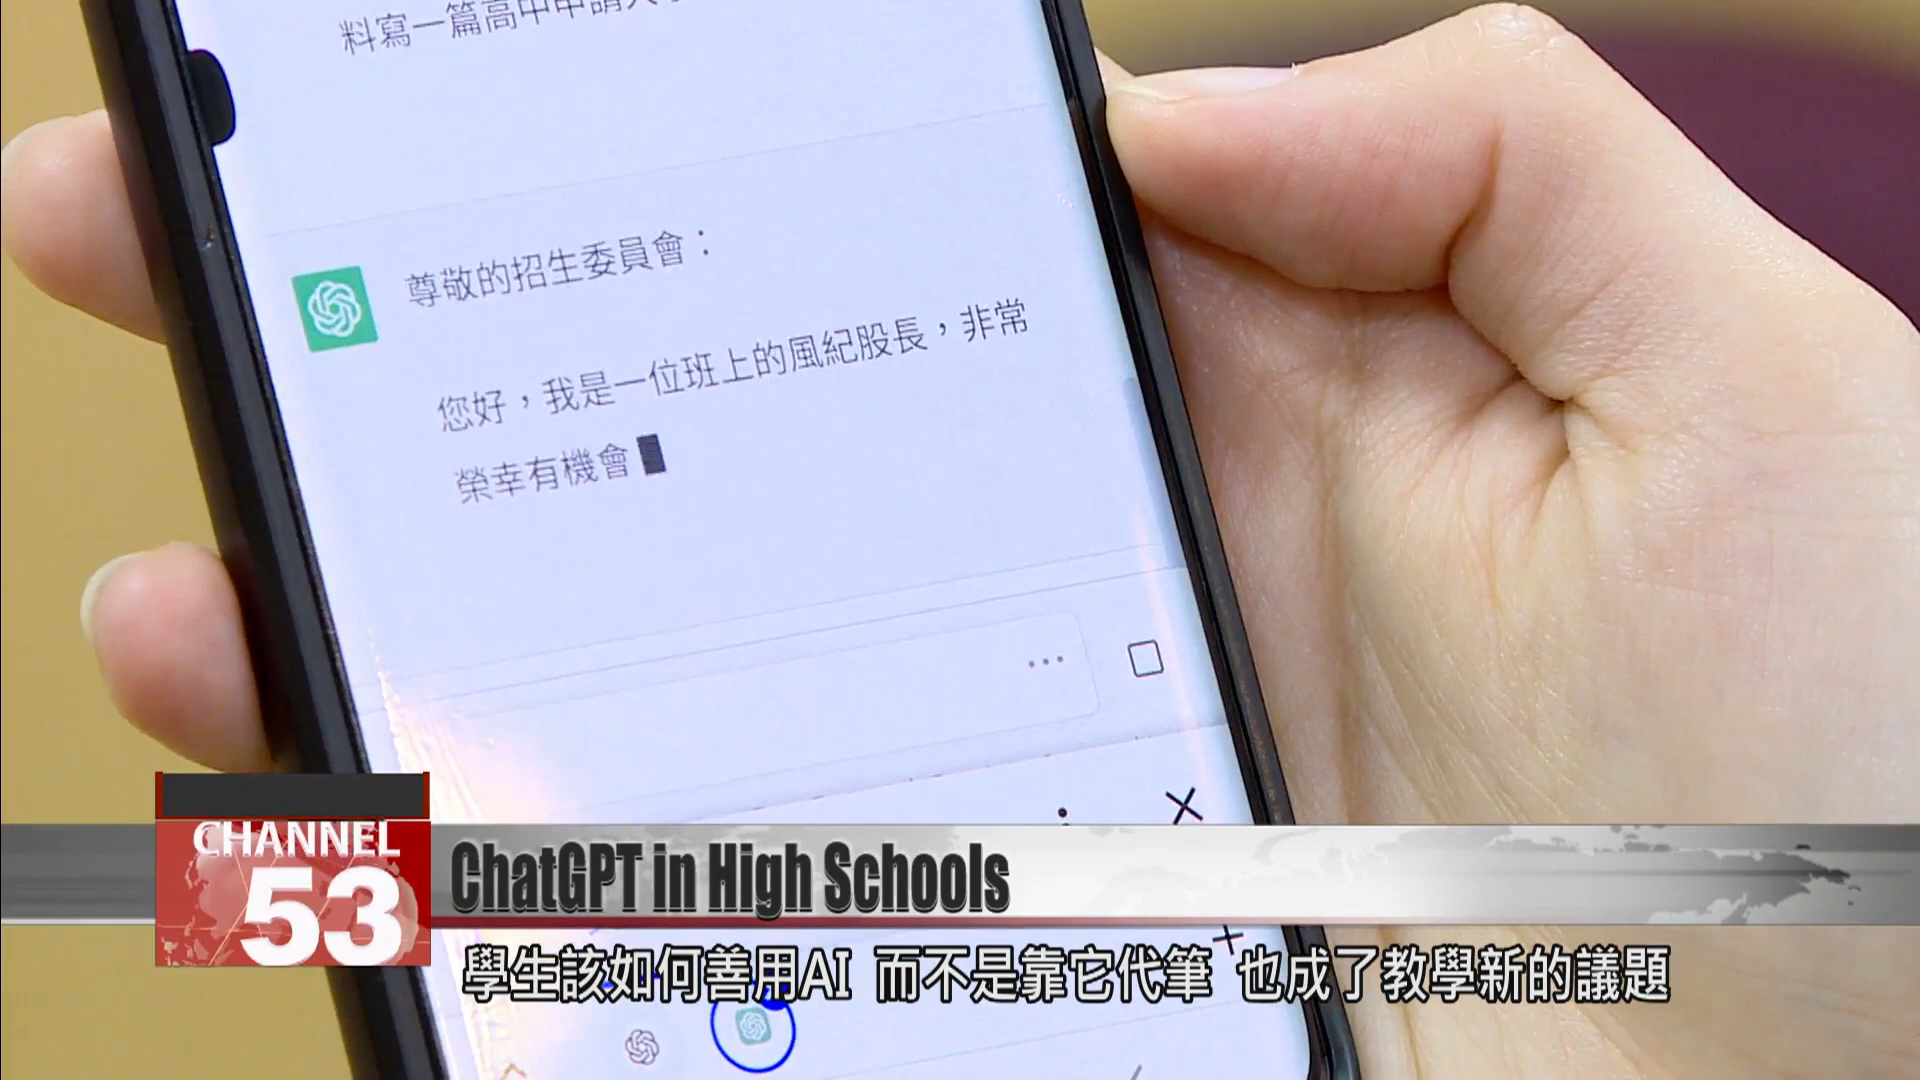 料寫一篇高中申請大
尊敬的招生委員會：
您好，我是一位班上的風紀股長，非常
榮幸有機會
CHANNEL
53
ChatGPT in High Schools
學生該如何善用AI 而不是靠它代筆 也成了教學新的議題